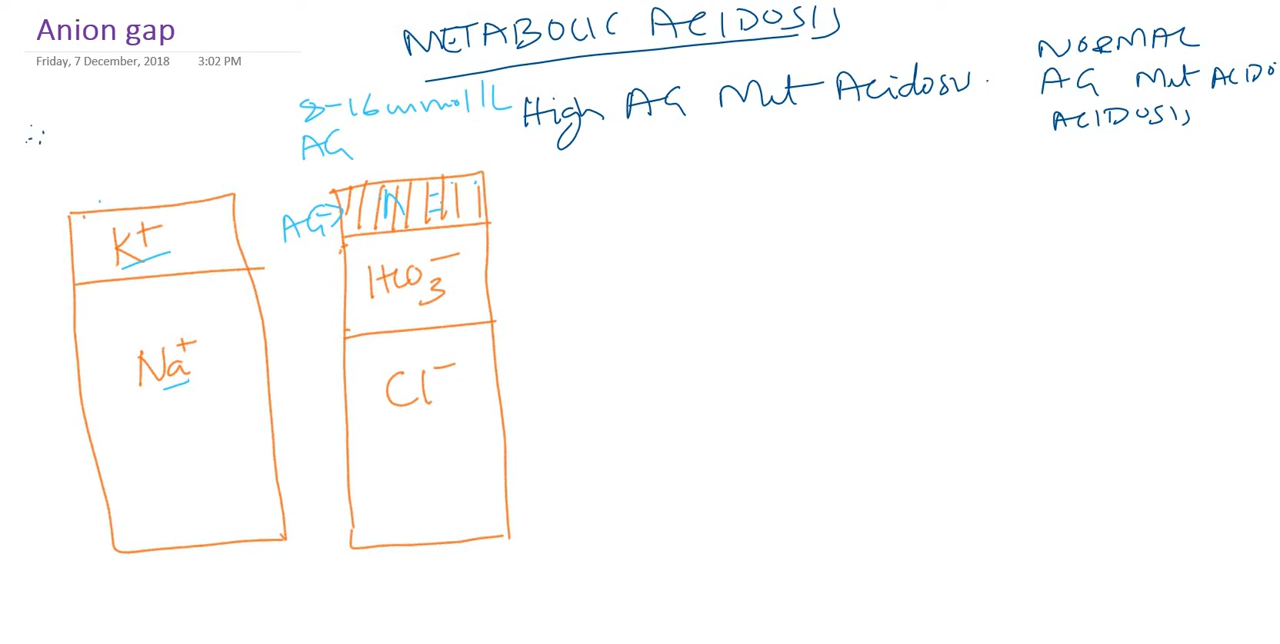 Anion gap
Friday, 7 December, 2018 3:02 PM
METABOLIC ACIDOSIS
8-16 mmol/L
AG
High AG Met Acidosis.
NORMAL
AG Met ACIDO
ACIDOSIS
AG
K+
HCO3-
Na+
Cl-